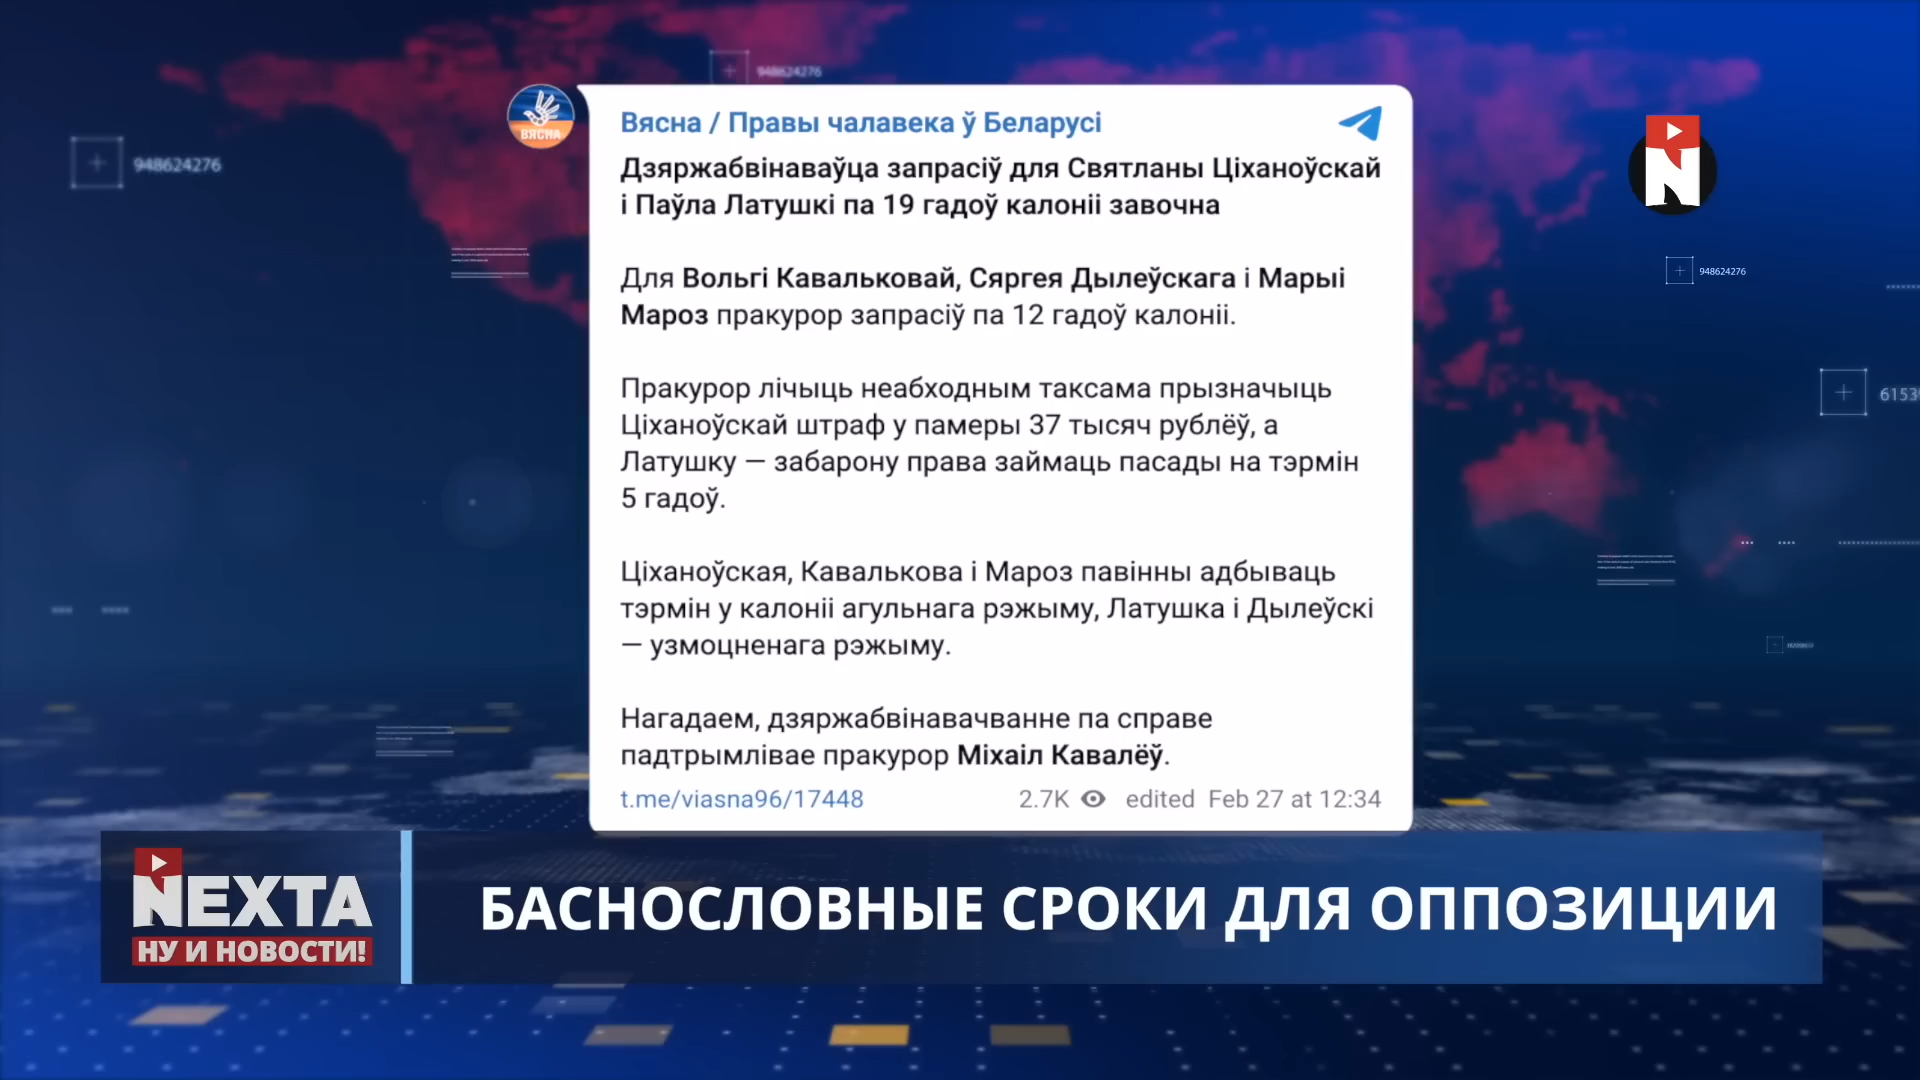 948624276
948624276
ВЯСНА
Вясна / Правы чалавека ў Беларусі
Дзяржабвінаваўца запрасіў для Святланы Ціханоўскай
і Паўла Латушкі па 19 гадоў калоніі завочна
Для Вольгі Кавальковай, Сяргея Дылеўскага і Марыі
Мароз пракурор запрасіў па 12 гадоў калоніі.
Пракурор лічыць неабходным таксама прызначыць
Ціханоўскай штраф у памеры 37 тысяч рублёў, а
Латушку — забарону права займаць пасады на тэрмін
5 гадоў.
Ціханоўская, Кавалькова і Мароз павінны адбываць
тэрмін у калоніі агульнага рэжыму, Латушка і Дылеўскі
— узмоцненага рэжыму.
Нагадаем, дзяржабвінавачванне па справе
падтрымлівае пракурор Міхаіл Кавалёў.
t.me/viasna96/17448 2.7K edited Feb 27 at 12:34
N
948624276
6153
NEXTA
НУ И НОВОСТИ!
БАСНОСЛОВНЫЕ СРОКИ ДЛЯ ОППОЗИЦИИ